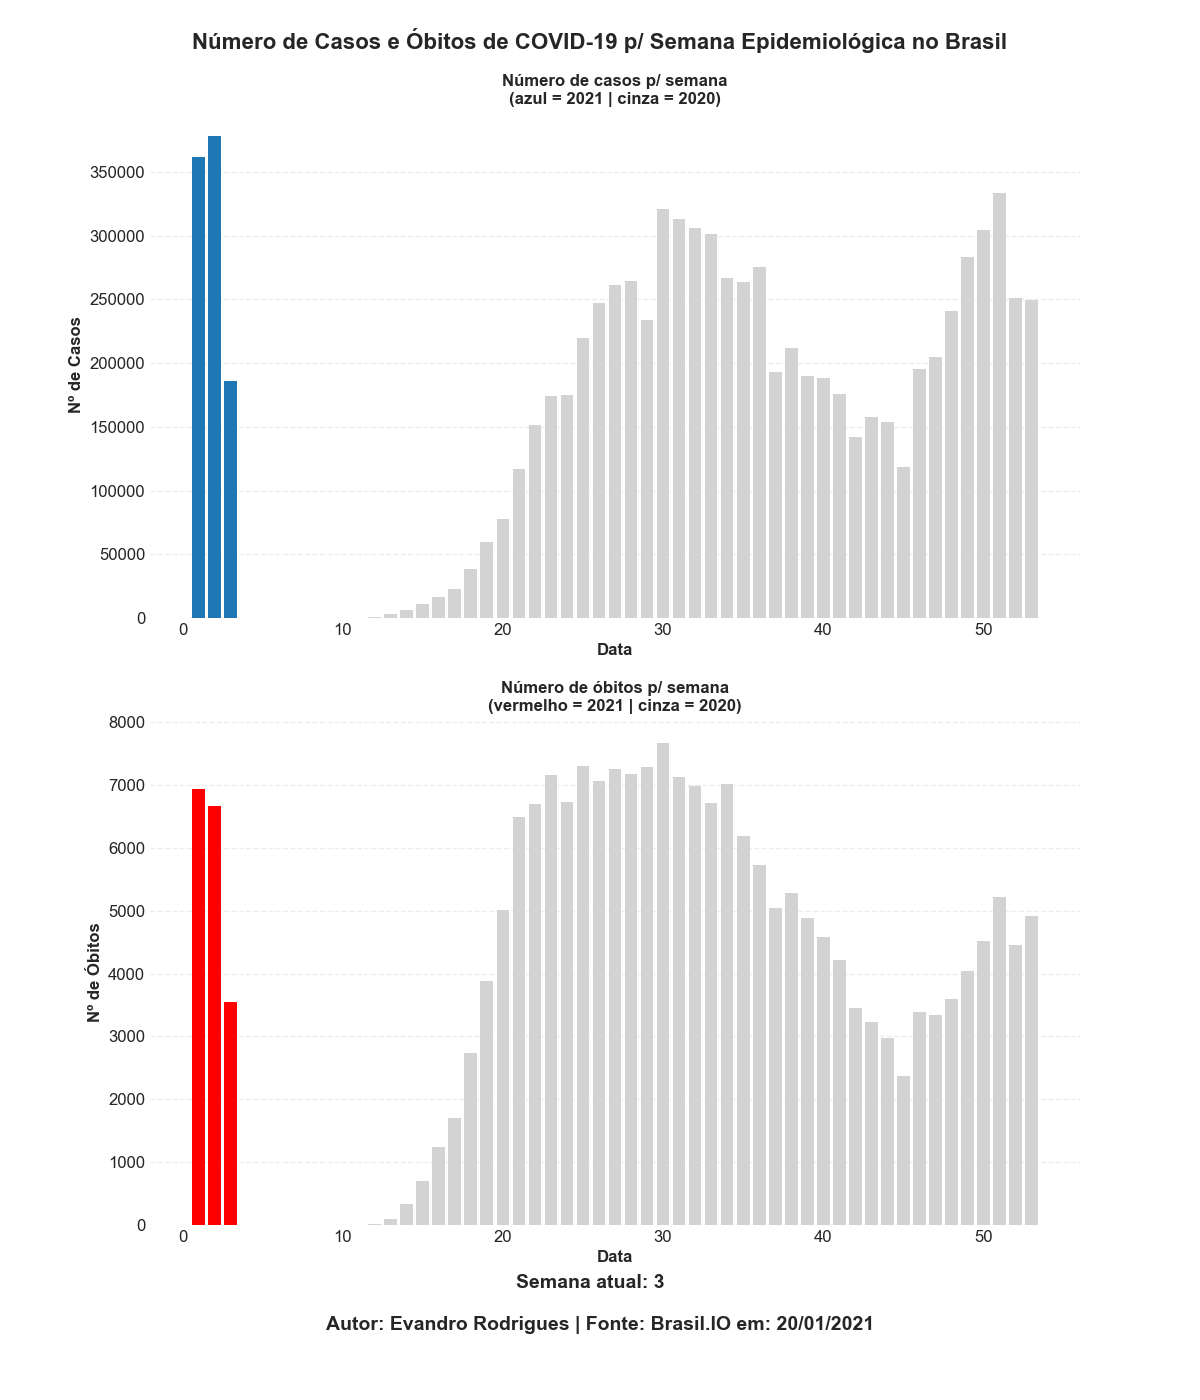 Número de Casos e Óbitos de COVID-19 p/ Semana Epidemiológica no Brasil
Número de casos p/ semana
(azul = 2021 | cinza = 2020)
350000
300000
250000
200000
150000
100000
50000
0
Nº de Casos
0 10 20 30 40 50
Data
Número de óbitos p/ semana
(vermelho = 2021 | cinza = 2020)
8000
7000
6000
5000
4000
3000
2000
1000
0
Nº de Óbitos
0 10 20 30 40 50
Data
Semana atual: 3
Autor: Evandro Rodrigues | Fonte: Brasil.IO em: 20/01/2021